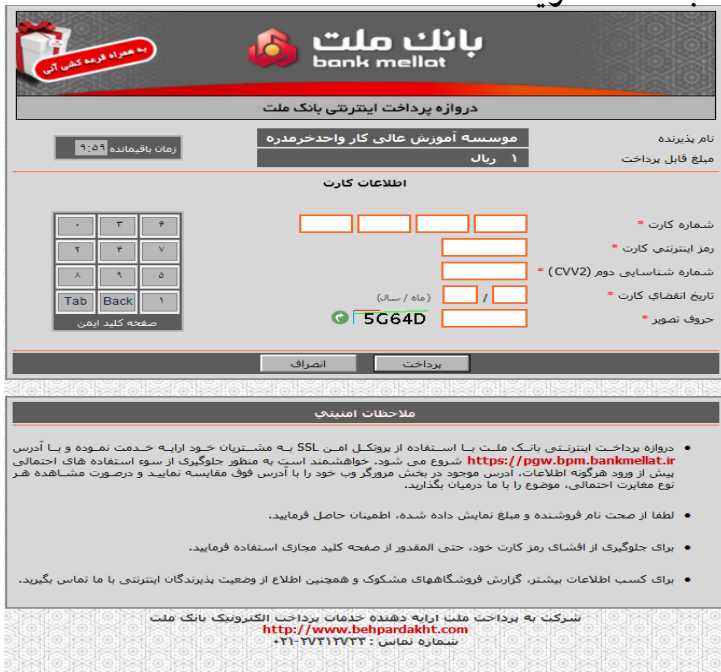 به همراه قرعه کشی آنی
بانك ملت
bank mellat
دروازه پرداخت اینترنتی بانک ملت
نام پذیرنده
موسسه آموزش عالی کار واحدخرمدره
زمان باقیمانده ۹:۵۹
مبلغ قابل پرداخت
۱ ریال
اطلاعات کارت
شماره کارت *
رمز اینترنتی کارت *
شماره شناسایی دوم (CVV2) *
تاریخ انقضای کارت *
/
(ماه / سال)
حروف تصویر *
5G64D
۰ ۳ ۶
۲ ۴ ۷
۸ ۹ ۵
Tab Back ۱
صفحه کلید ایمن
پرداخت
انصراف
ملاحظات امنیتی
• دروازه پرداخت اینترنتی بانک ملت با استفاده از پروتکل امن SSL به مشتریان خود ارایه خدمت نموده و با آدرس
https://pgw.bpm.bankmellat.ir شروع می شود. خواهشمند است به منظور جلوگیری از سوء استفاده های احتمالی
پیش از ورود هرگونه اطلاعات، آدرس موجود در بخش مرورگر وب خود را با آدرس فوق مقایسه نمایید و درصورت مشاهده هر
نوع مغایرت احتمالی، موضوع را با ما درمیان بگذارید.
• لطفا از صحت نام فروشنده و مبلغ نمایش داده شده، اطمینان حاصل فرمایید.
• برای جلوگیری از افشای رمز کارت خود، حتی المقدور از صفحه کلید مجازی استفاده فرمایید.
• برای کسب اطلاعات بیشتر، گزارش فروشگاههای مشکوک و همچنین اطلاع از وضعیت پذیرندگان اینترنتی با ما تماس بگیرید.
شرکت به پرداخت ملت ارایه دهنده خدمات پرداخت الکترونیک بانک ملت
http://www.behpardakht.com
شماره تماس : ۲۷۳۱۲۷۳۳-۰۲۱